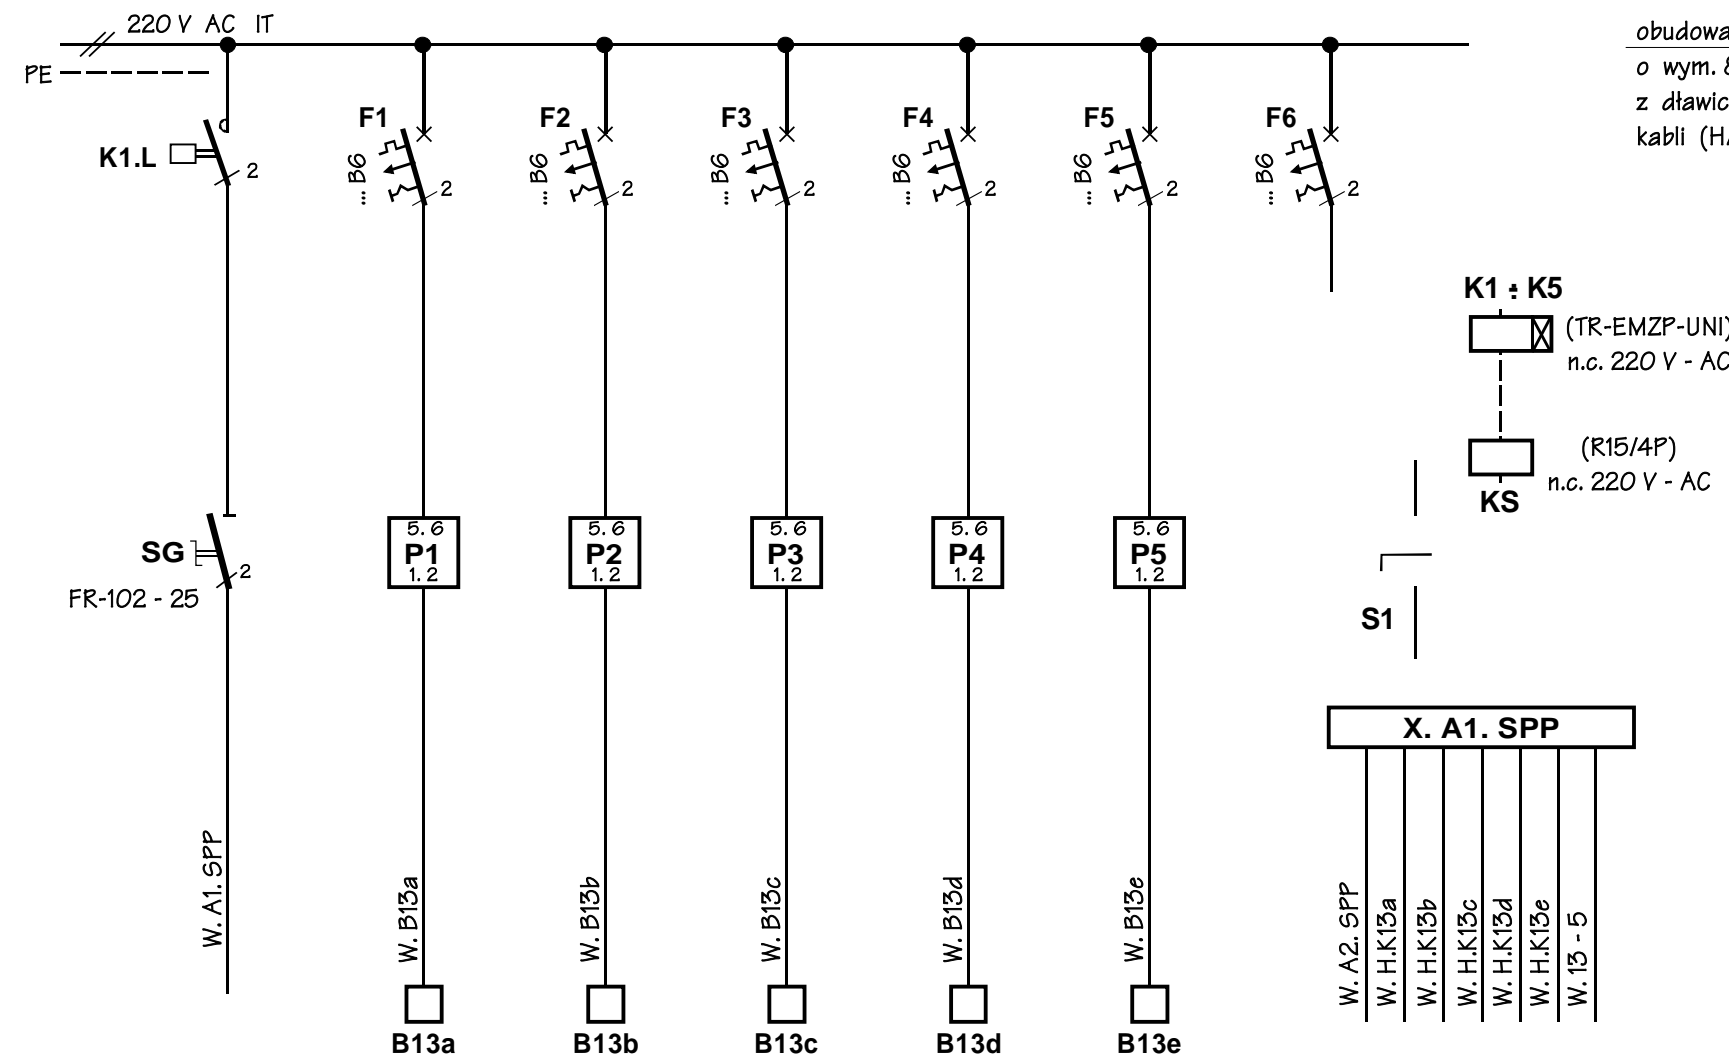 220 V AC IT
PE
K1.L
2
F1
... B6
2
F2
... B6
2
F3
... B6
2
F4
... B6
2
F5
... B6
2
F6
... B6
2
obudowa
o wym.
z
kabli
K1 ÷ K5
(TR-EMZP-UNI)
n.c. 220 V - AC
(R15/4P)
n.c. 220 V - AC
KS
SG
2
FR-102 - 25
5. 6
P1
1. 2
5. 6
P2
1. 2
5. 6
P3
1. 2
5. 6
P4
1. 2
5. 6
P5
1. 2
S1
X. A1. SPP
W. A1. SPP
W. B13a
W. B13b
W. B13c
W. B13d
W. B13e
W. A2. SPP
W. H.K13a
W. H.K13b
W. H.K13c
W. H.K13d
W. H.K13e
W. 13 - 5
B13a
B13b
B13c
B13d
B13e